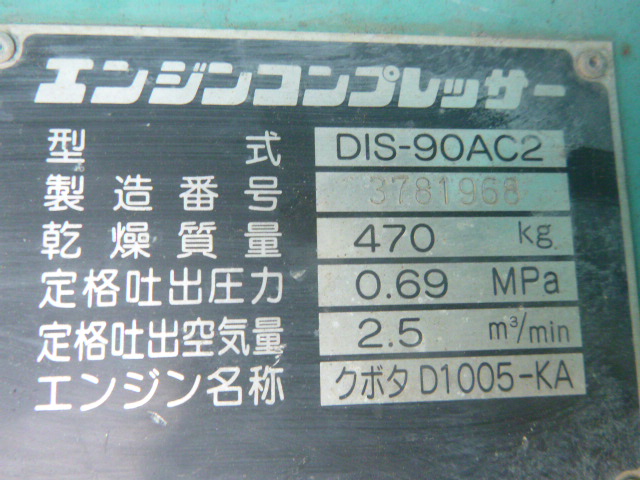 エンジンコンプレッサー
型式 DIS-90AC2
製造番号 3781968
乾燥質量 470 kg
定格吐出圧力 0.69 MPa
定格吐出空気量 2.5 m³/min
エンジン名称 クボタ D1005-KA